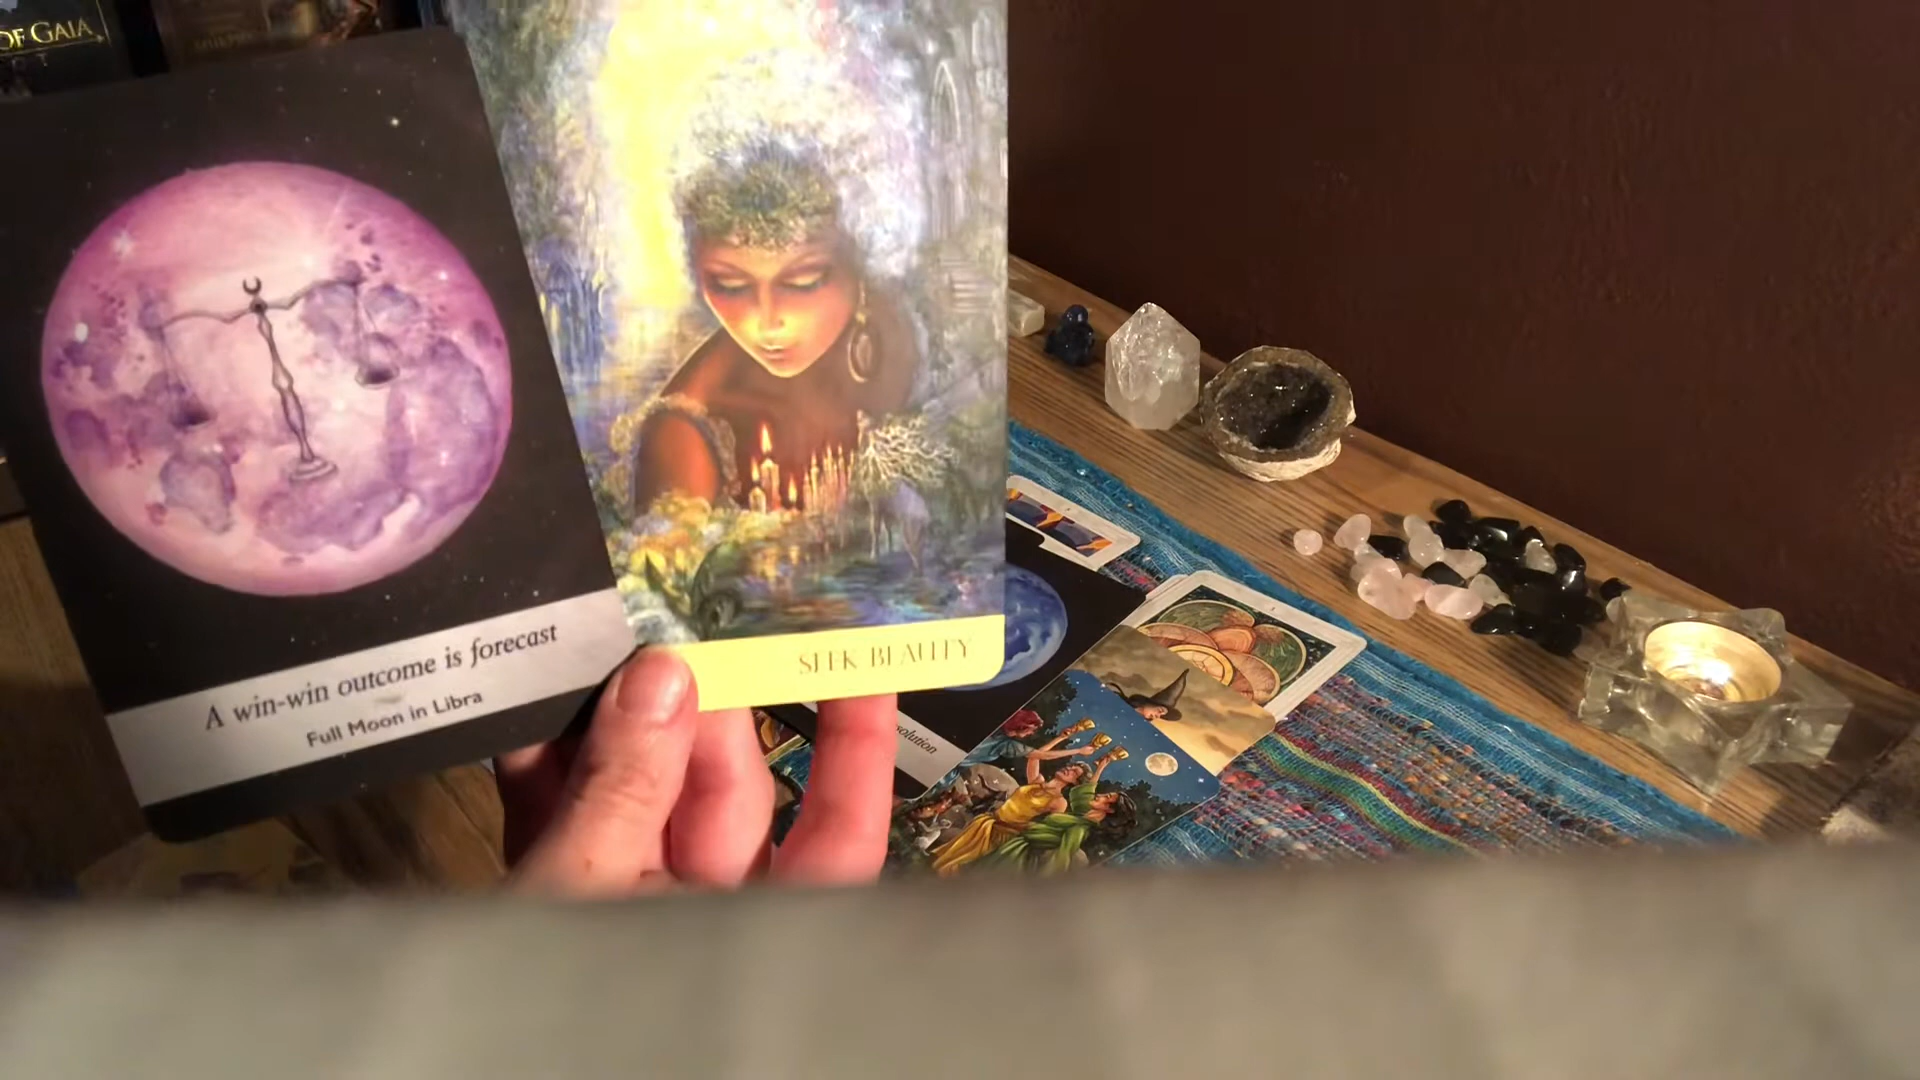 OF GAIA
A win-win outcome is forecast
Full Moon in Libra
SEEK BEAUTY
solution